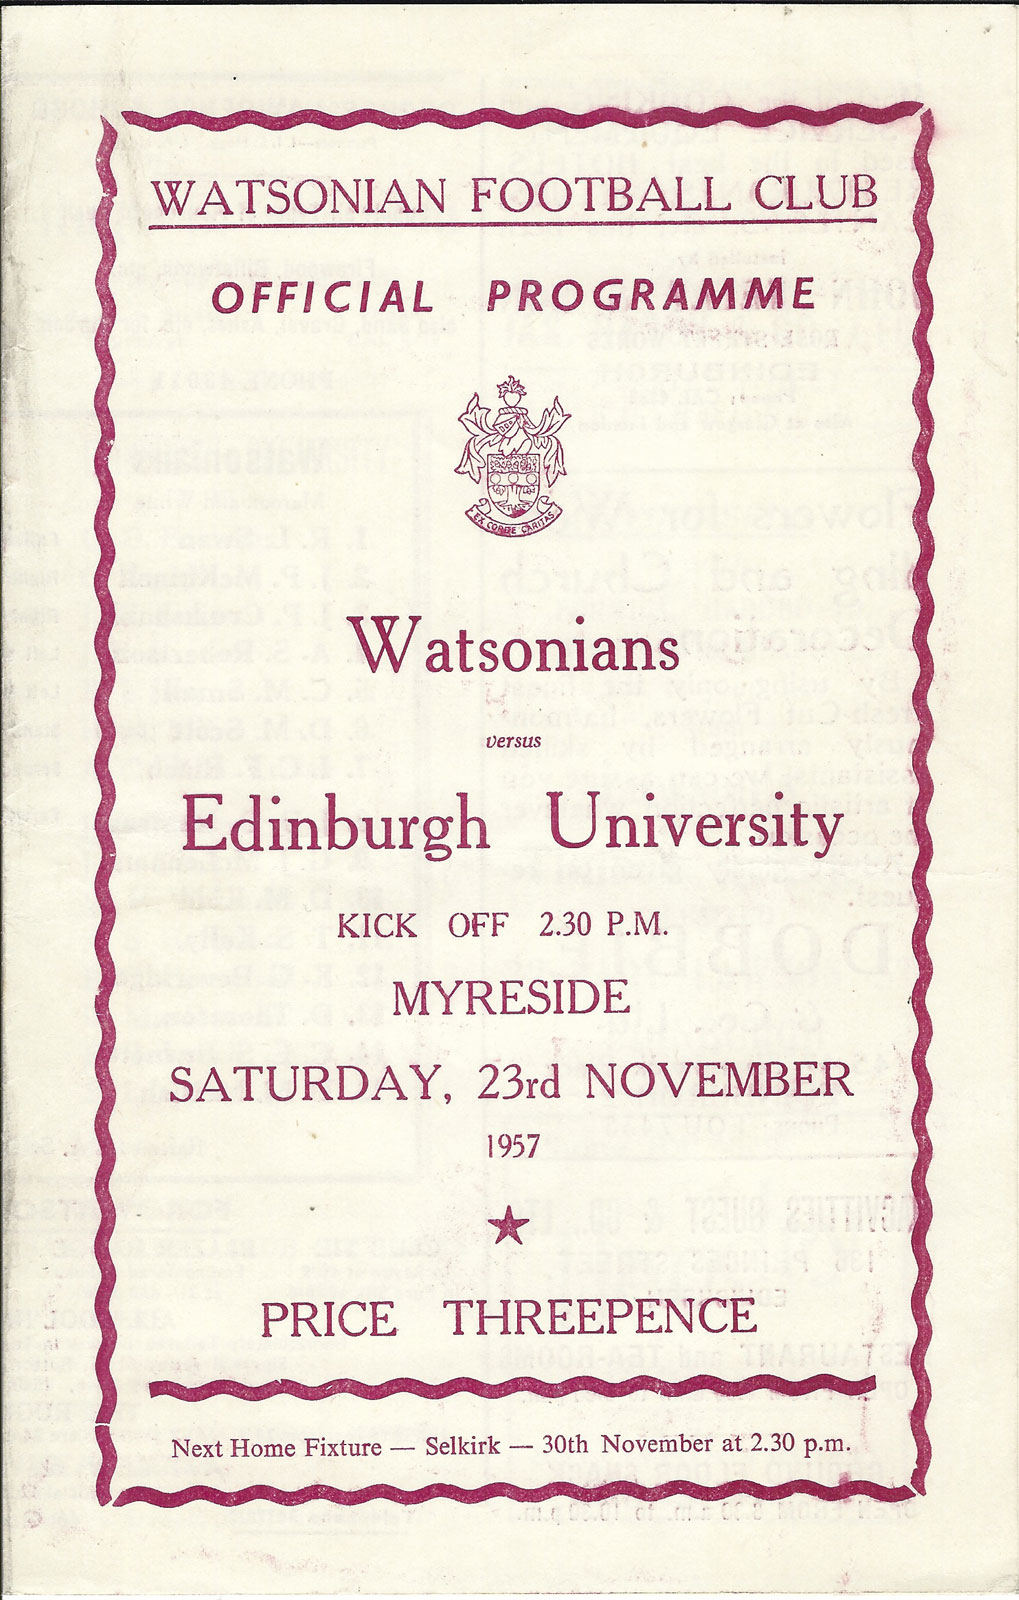 WATSONIAN FOOTBALL CLUB
OFFICIAL PROGRAMME
EX CORDE CARITAS
Watsonians
versus
Edinburgh University
KICK OFF 2.30 P.M.
MYRESIDE
SATURDAY, 23rd NOVEMBER
1957
PRICE THREEPENCE
Next Home Fixture — Selkirk — 30th November at 2.30 p.m.